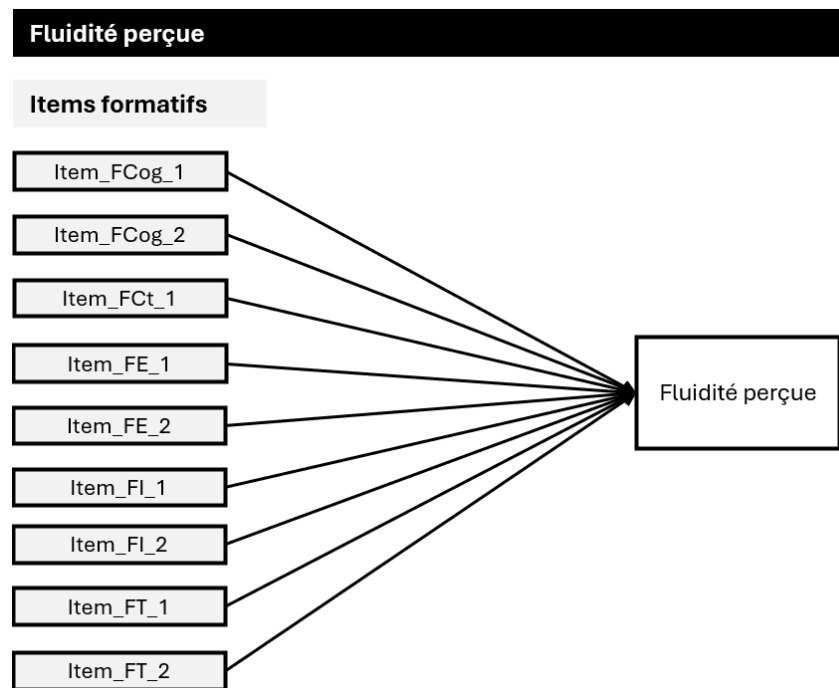 Fluidité perçue
Items formatifs
Item_FCog_1
Item_FCog_2
Item_FCt_1
Item_FE_1
Item_FE_2
Item_FI_1
Item_FI_2
Item_FT_1
Item_FT_2
Fluidité perçue